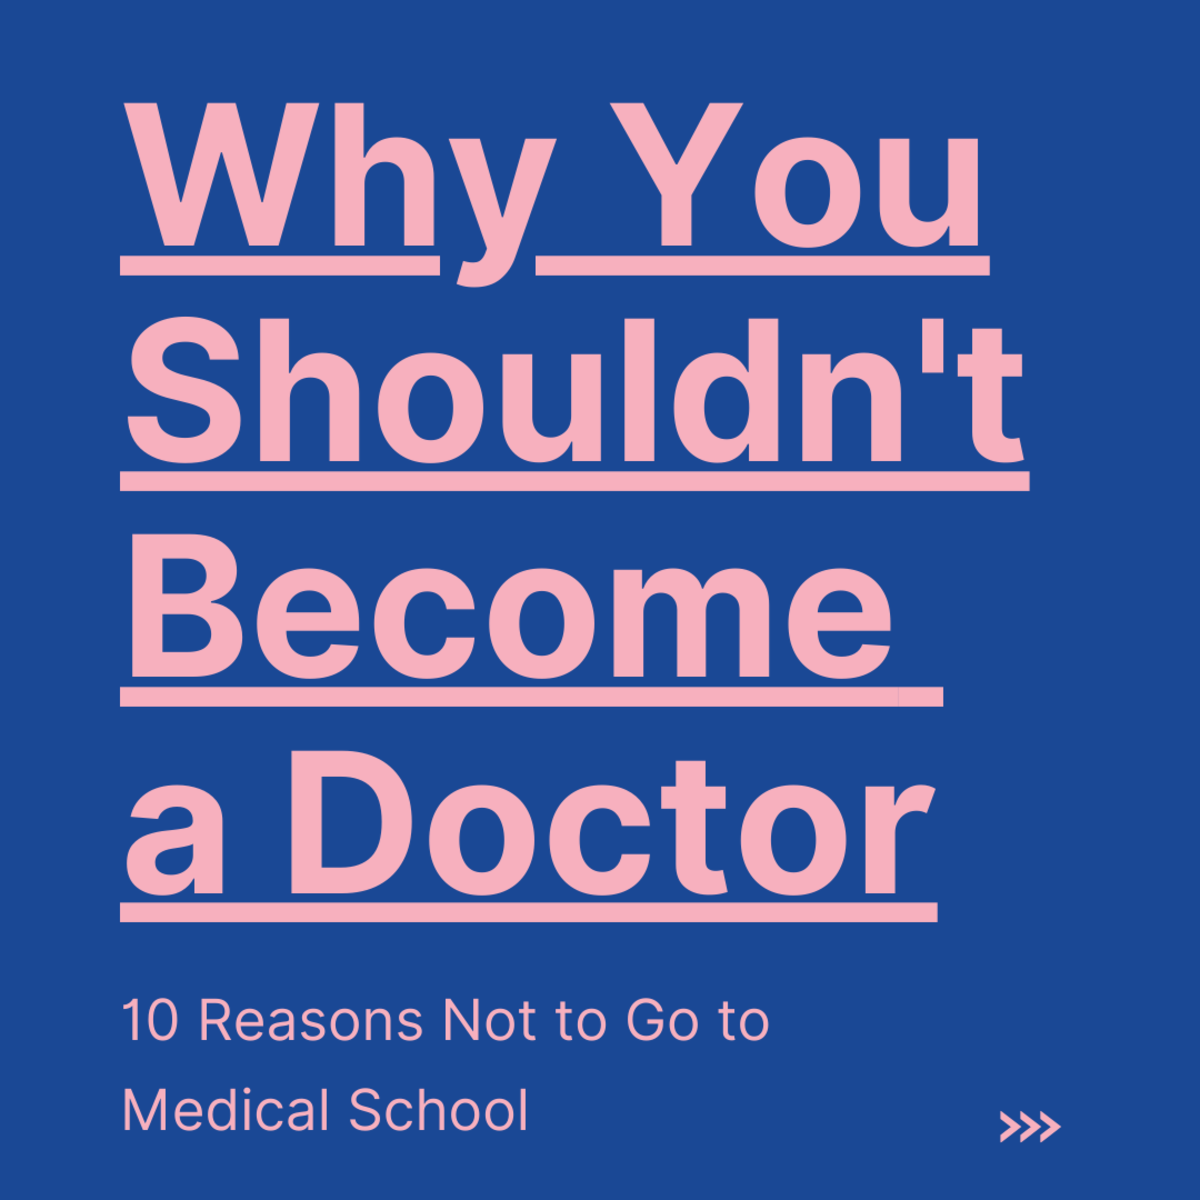 Why You
Shouldn't
Become
a Doctor
10 Reasons Not to Go to
Medical School
>>>